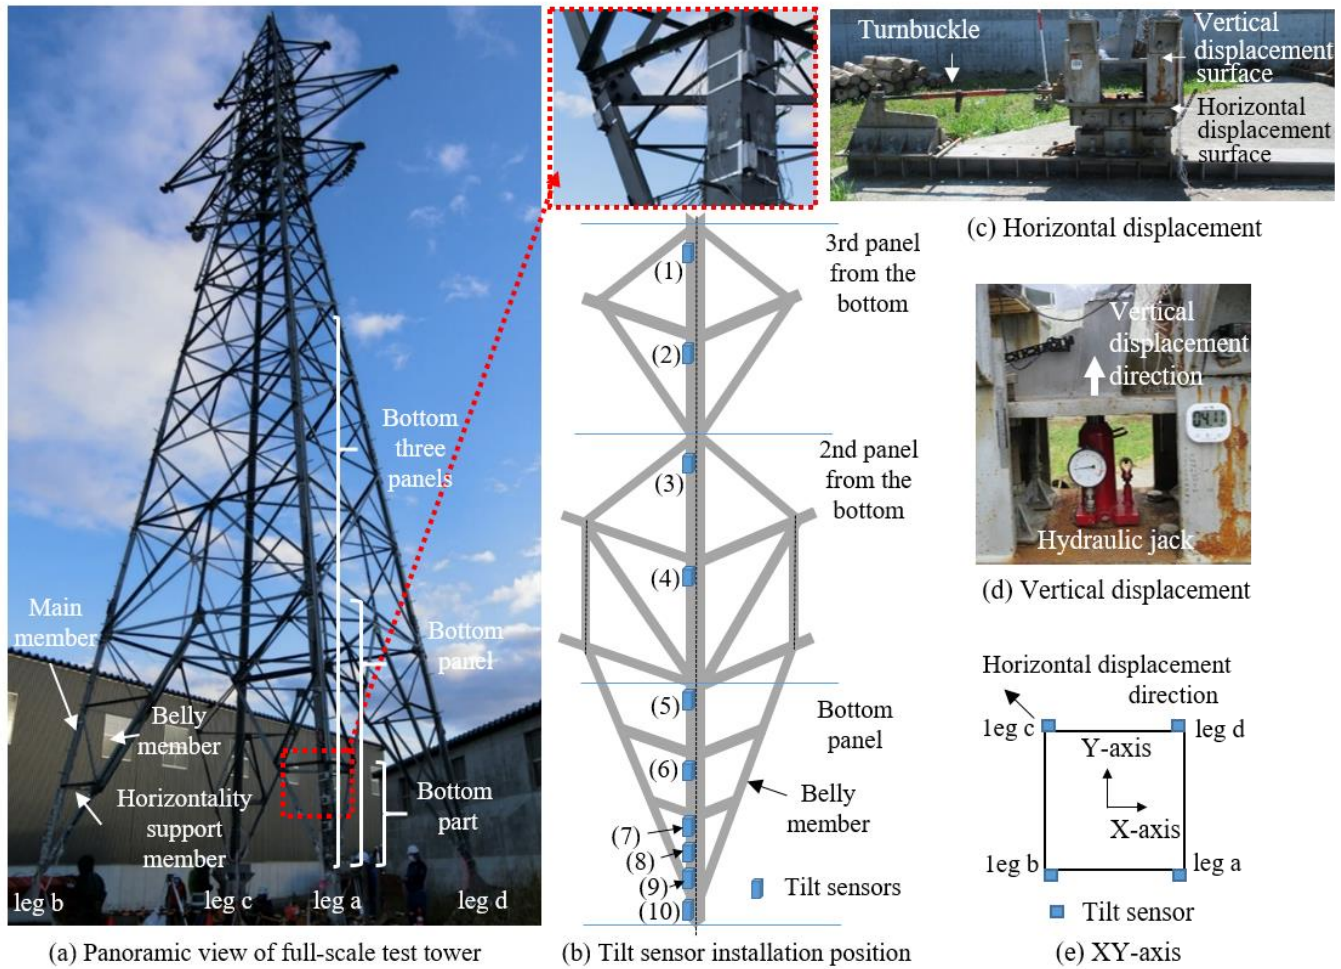 Bottom
three
panels
Main
member
Bottom
panel
Belly
member
Horizontality
support
member
Bottom
part
leg b
leg c
leg a
leg d
(a) Panoramic view of full-scale test tower
(1)
3rd panel
from the
bottom
(2)
(3)
2nd panel
from the
bottom
(4)
(5)
Bottom
panel
(6)
Belly
member
(7)
(8)
(9)
(10)
Tilt sensors
(b) Tilt sensor installation position
Turnbuckle
Vertical
displacement
surface
Horizontal
displacement
surface
(c) Horizontal displacement
Vertical
displacement
direction
Hydraulic jack
(d) Vertical displacement
Horizontal displacement
direction
leg c
leg d
Y-axis
X-axis
leg b
leg a
Tilt sensor
(e) XY-axis